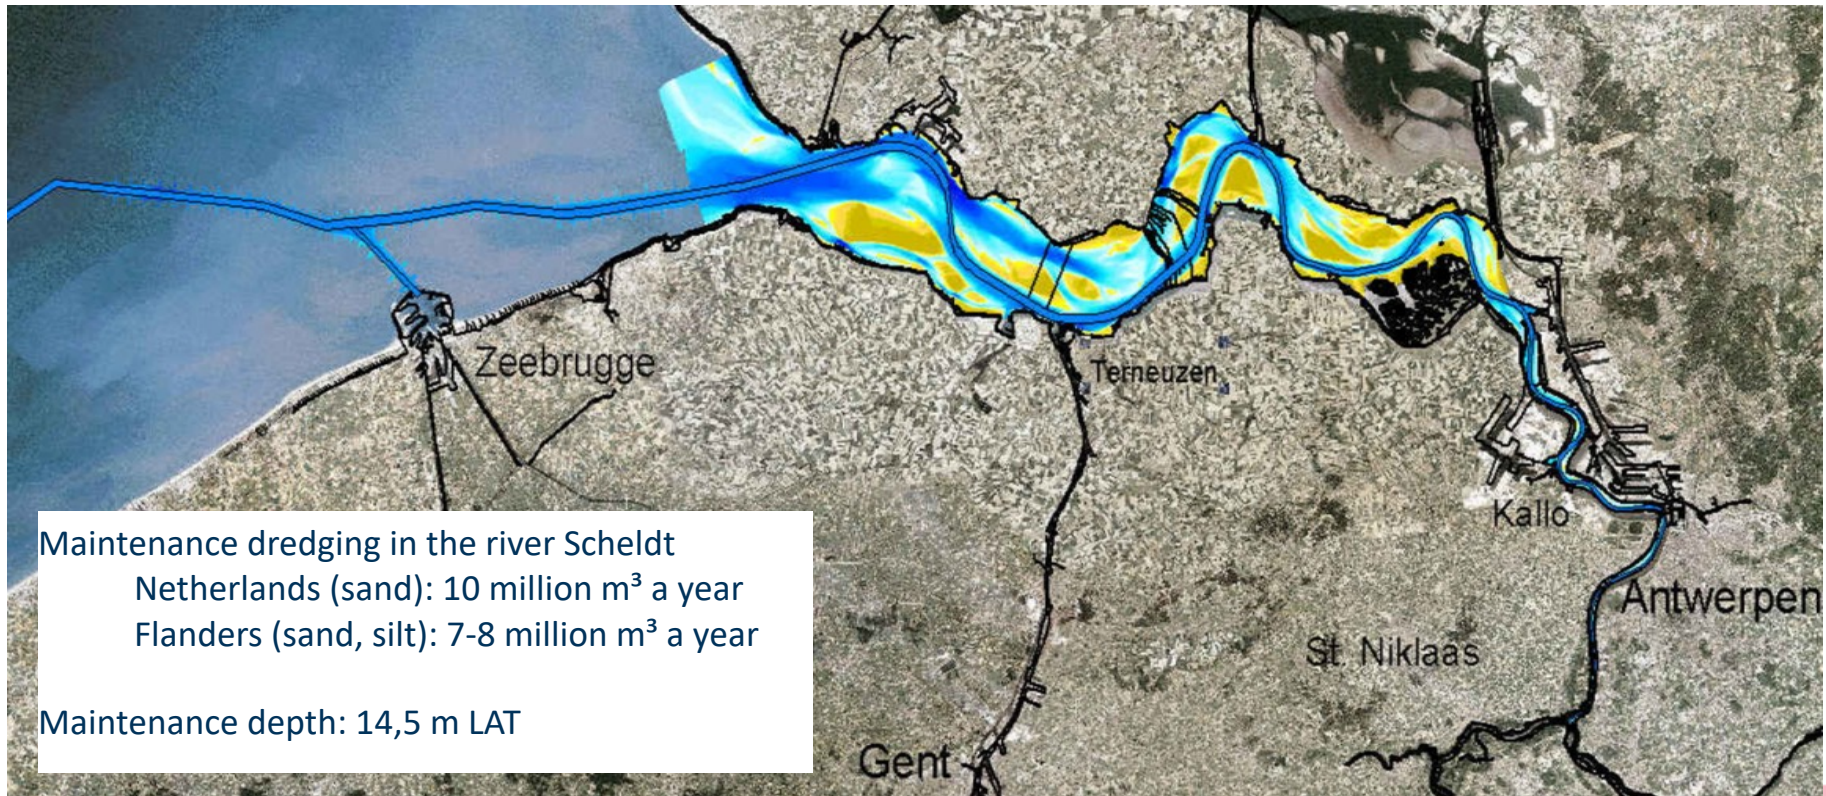 Zeebrugge
Terneuzen
Kallo
Antwerpen
St. Niklaas
Gent
Maintenance dredging in the river Scheldt
Netherlands (sand): 10 million m³ a year
Flanders (sand, silt): 7-8 million m³ a year
Maintenance depth: 14,5 m LAT